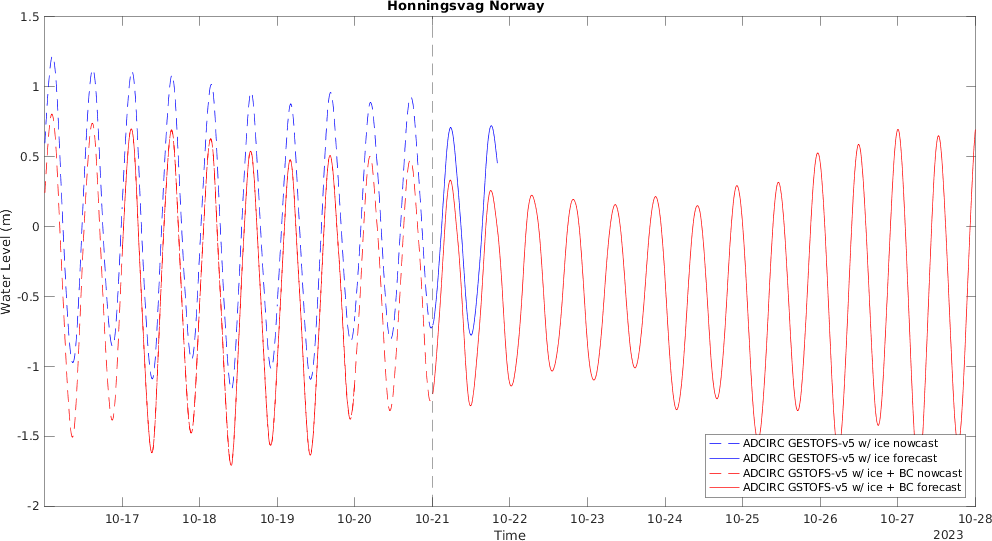 Honningsvag Norway
1.5
1
0.5
0
-0.5
-1
-1.5
-2
Water Level (m)
10-17 10-18 10-19 10-20 10-21 10-22 10-23 10-24 10-25 10-26 10-27 10-28
Time
2023
ADCIRC GESTOFS-v5 w/ ice nowcast
ADCIRC GESTOFS-v5 w/ ice forecast
ADCIRC GSTOFS-v5 w/ ice + BC nowcast
ADCIRC GSTOFS-v5 w/ ice + BC forecast